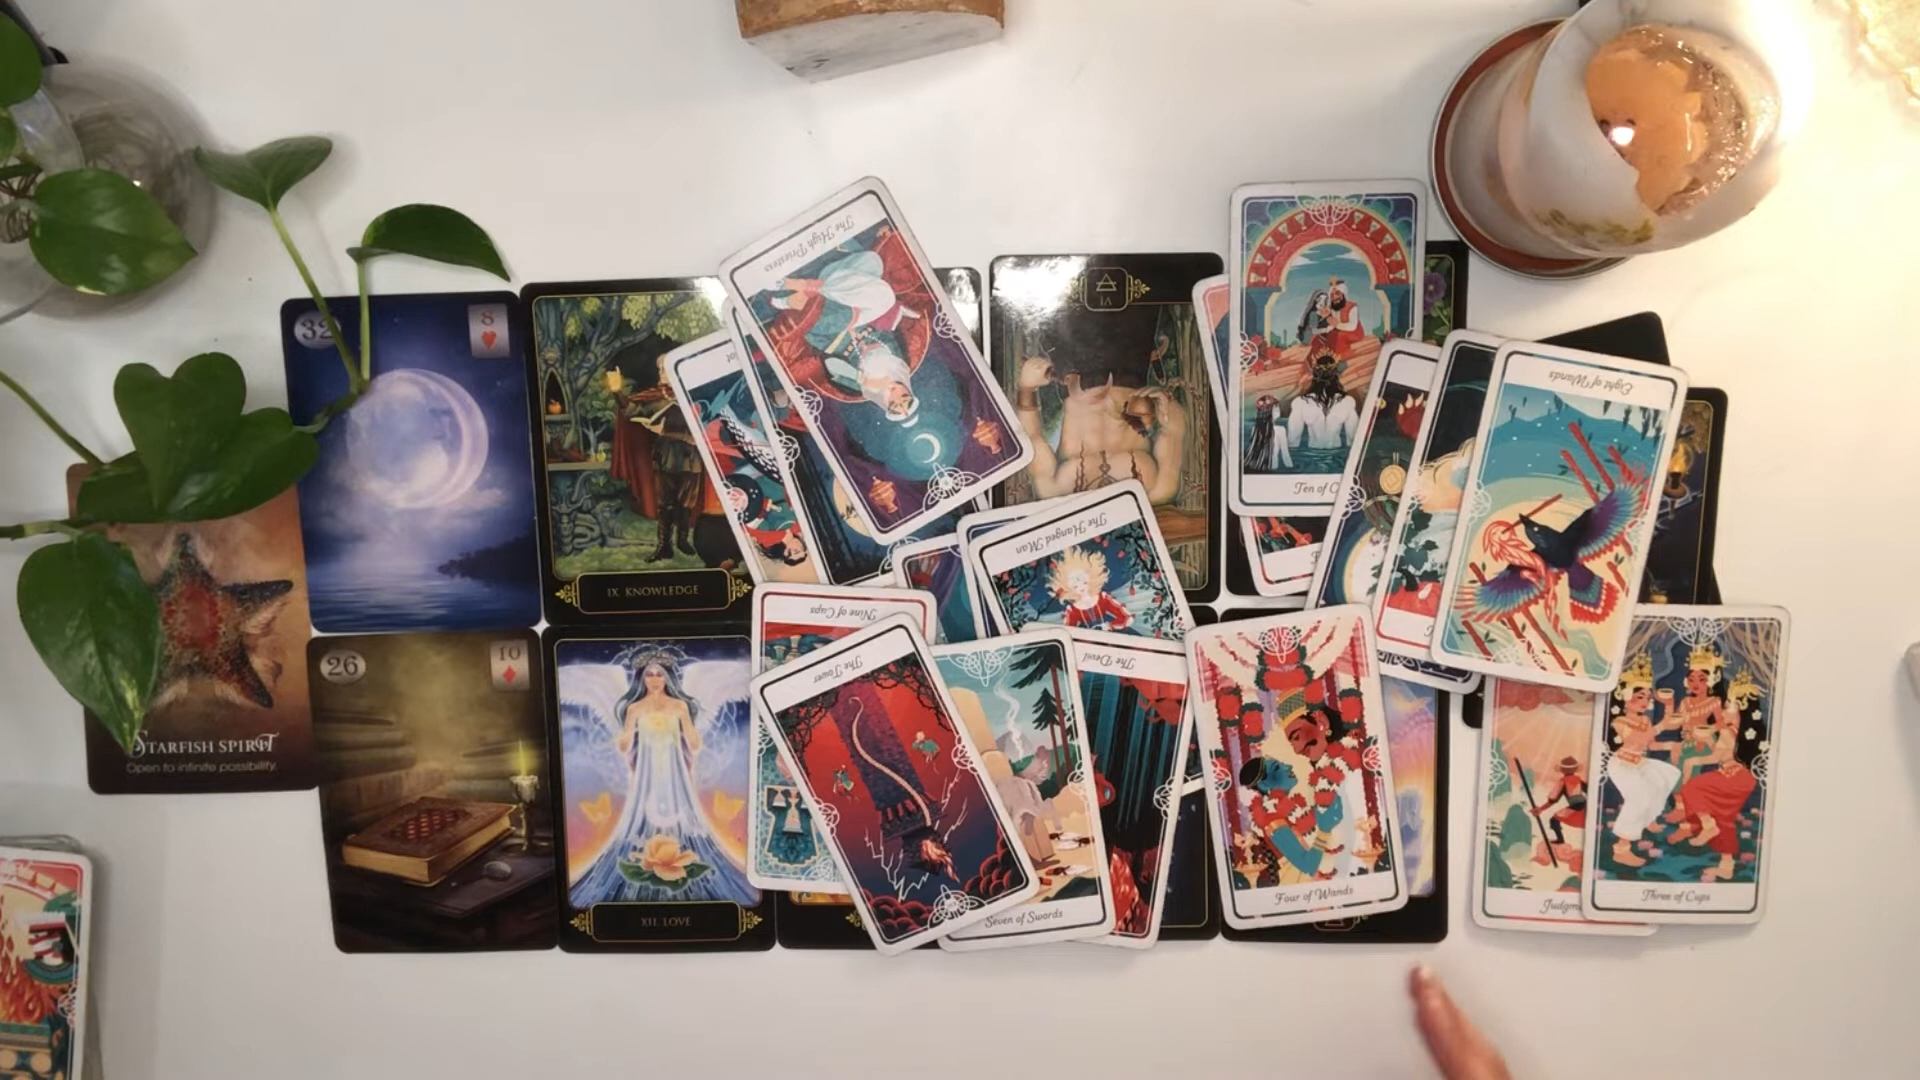 The High Priestess
32
8
IV
IX KNOWLEDGE
Ten of C
Eight of Wands
The Hanged Man
Nine of Cups
26
10
The Tower
The Devil
STARFISH SPIRIT
Open to infinite possibility.
XII LOVE
Seven of Swords
Four of Wands
Judgm
Three of Cups